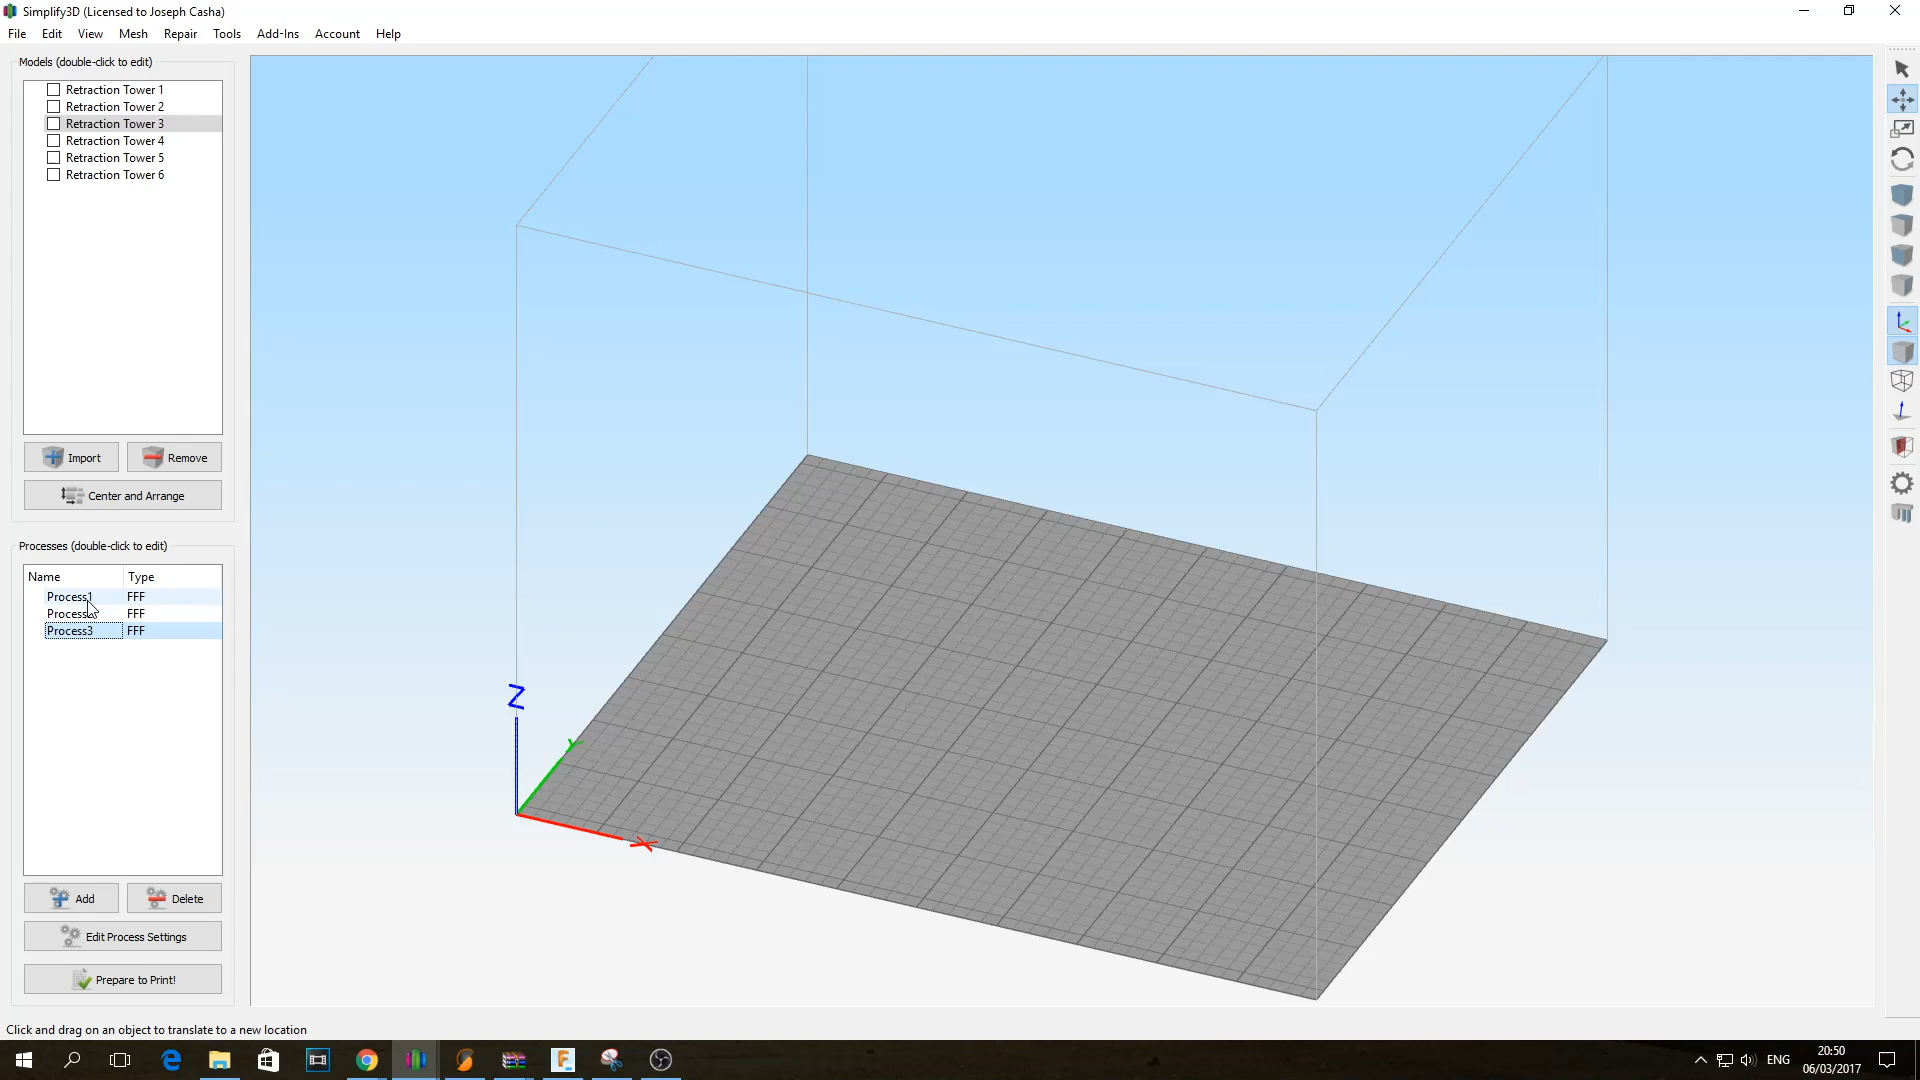 Simplify3D (Licensed to Joseph Casha)
File Edit View Mesh Repair Tools Add-Ins Account Help
Models (double-click to edit)
Retraction Tower 1
Retraction Tower 2
Retraction Tower 3
Retraction Tower 4
Retraction Tower 5
Retraction Tower 6
Import Remove
Center and Arrange
Processes (double-click to edit)
Name Type
Process1 FFF
FFF
Process3 FFF
Z
Y
X
Add Delete
Edit Process Settings
Prepare to Print!
Click and drag on an object to translate to a new location
ENG
20:50
06/03/2017